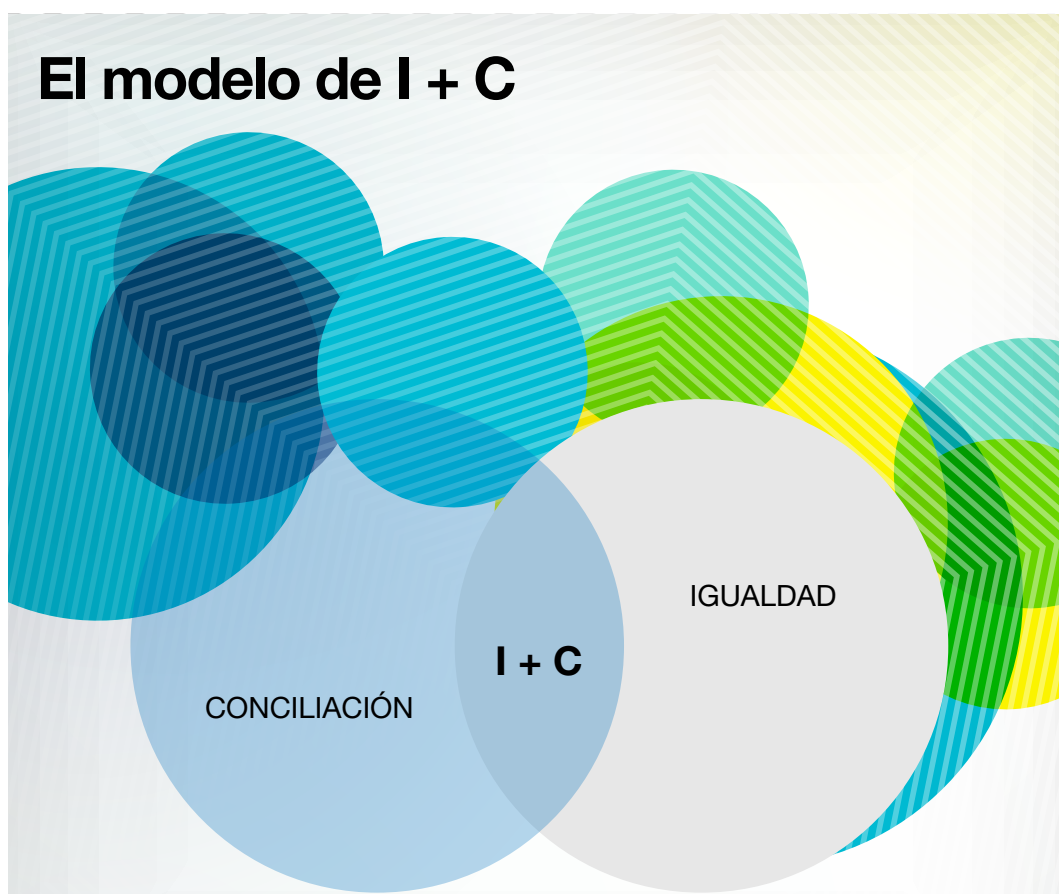 El modelo de I + C
IGUALDAD
I + C
CONCILIACIÓN